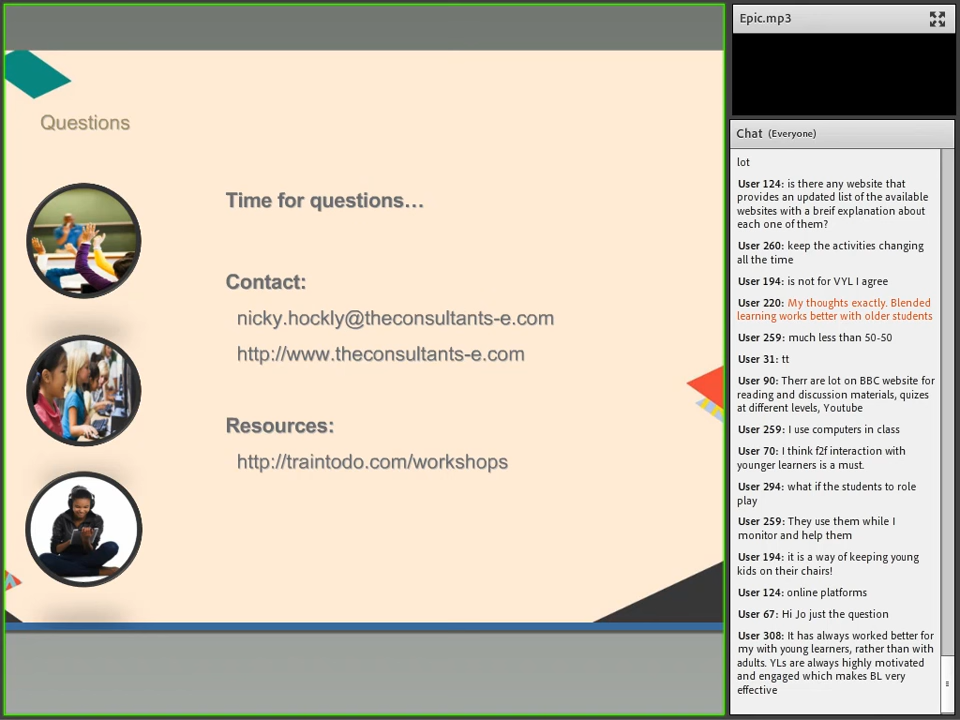 Questions
Time for questions…
Contact:
nicky.hockly@theconsultants-e.com
http://www.theconsultants-e.com
Resources:
http://traintodo.com/workshops
Epic.mp3
Chat (Everyone)
lot
User 124: is there any website that
provides an updated list of the available
websites with a breif explanation about
each one of them?
User 260: keep the activities changing
all the time
User 194: is not for VYL I agree
User 220: My thoughts exactly. Blended
learning works better with older students
User 259: much less than 50-50
User 31: tt
User 90: Therr are lot on BBC website for
reading and discussion materials, quizes
at different levels, Youtube
User 259: I use computers in class
User 70: I think f2f interaction with
younger learners is a must.
User 294: what if the students to role
play
User 259: They use them while I
monitor and help them
User 194: it is a way of keeping young
kids on their chairs!
User 124: online platforms
User 67: Hi Jo just the question
User 308: It has always worked better for
my with young learners, rather than with
adults. YLs are always highly motivated
and engaged which makes BL very
effective